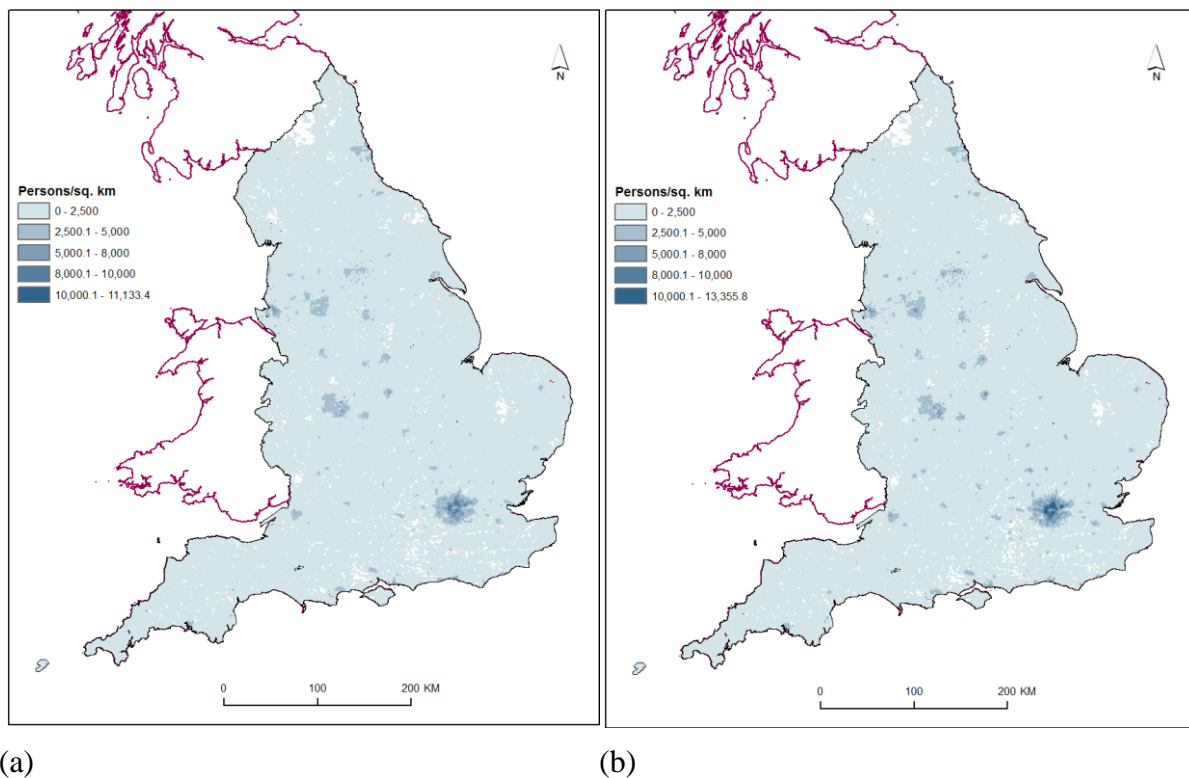 N
Persons/sq. km
0 - 2,500
2,500.1 - 5,000
5,000.1 - 8,000
8,000.1 - 10,000
10,000.1 - 11,133.4
0 100 200 KM
(a)
N
Persons/sq. km
0 - 2,500
2,500.1 - 5,000
5,000.1 - 8,000
8,000.1 - 10,000
10,000.1 - 13,355.8
0 100 200 KM
(b)